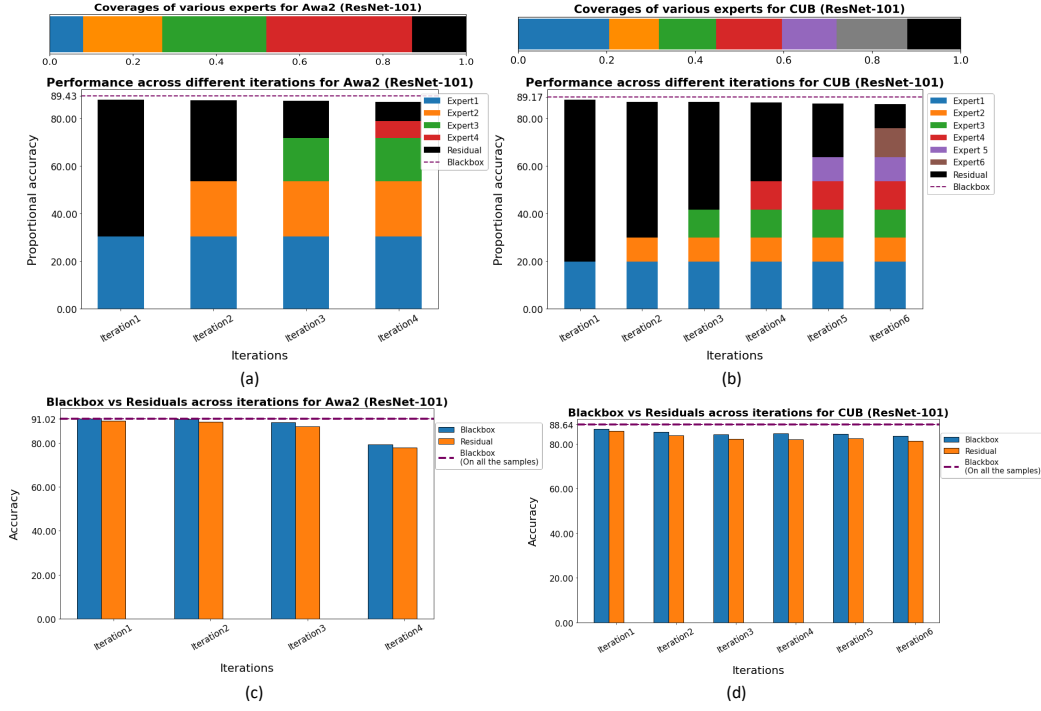 Coverages of various experts for Awa2 (ResNet-101)
0.0 0.2 0.4 0.6 0.8 1.0
Performance across different iterations for Awa2 (ResNet-101)
89.43
80.00
60.00
40.00
20.00
0.00
Proportional accuracy
Expert1
Expert2
Expert3
Expert4
Residual
Blackbox
Iteration1 Iteration2 Iteration3 Iteration4
Iterations
(a)
Coverages of various experts for CUB (ResNet-101)
0.0 0.2 0.4 0.6 0.8 1.0
Performance across different iterations for CUB (ResNet-101)
89.17
80.00
60.00
40.00
20.00
0.00
Proportional accuracy
Expert1
Expert2
Expert3
Expert4
Expert 5
Expert6
Residual
Blackbox
Iteration1 Iteration2 Iteration3 Iteration4 Iteration5 Iteration6
Iterations
(b)
Blackbox vs Residuals across iterations for Awa2 (ResNet-101)
91.02
80.00
60.00
40.00
20.00
0.00
Accuracy
Blackbox
Residual
Blackbox
(On all the samples)
Iteration1 Iteration2 Iteration3 Iteration4
Iterations
(c)
Blackbox vs Residuals across iterations for CUB (ResNet-101)
88.64
80.00
60.00
40.00
20.00
0.00
Accuracy
Blackbox
Residual
Blackbox
(On all the samples)
Iteration1 Iteration2 Iteration3 Iteration4 Iteration5 Iteration6
Iterations
(d)